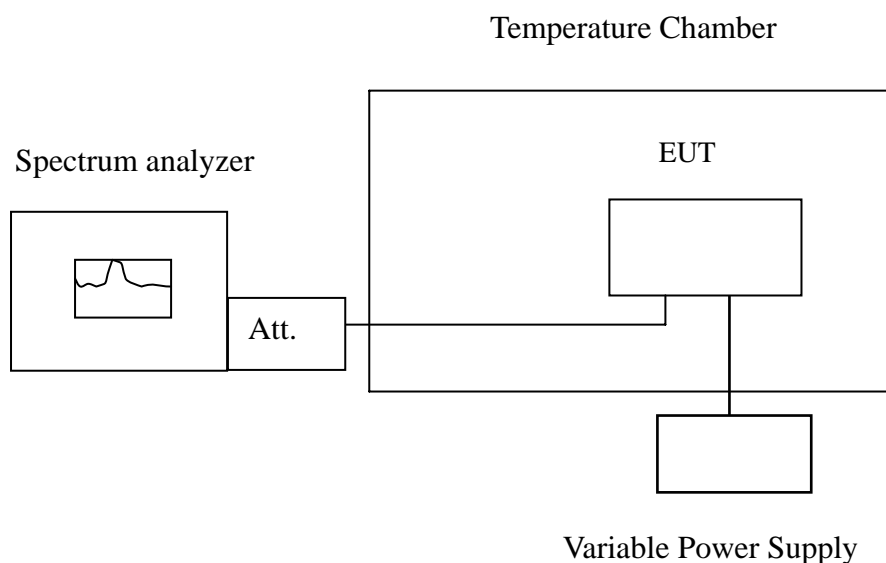 Temperature Chamber
Spectrum analyzer
EUT
Att.
Variable Power Supply